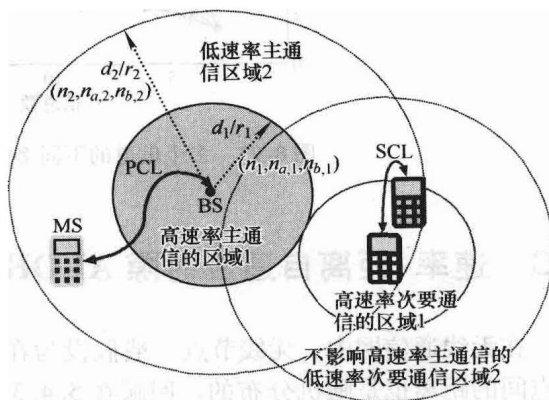 低速率主通
信区域2
d₂/r₂
(n₂,nₐ,₂,n_b,₂)
d₁/r₁
(n₁,nₐ,₁,n_b,₁)
PCL
SCL
BS
MS
高速率主通
信的区域1
高速率次要通
信的区域1
不影响高速率主通信的
低速率次要通信区域2